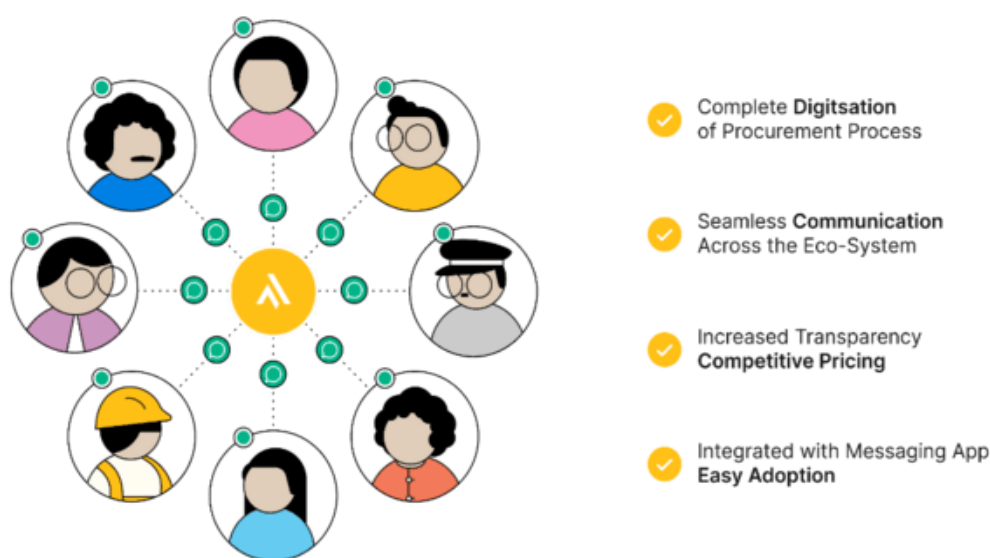 Complete Digitsation
of Procurement Process
Seamless Communication
Across the Eco-System
Increased Transparency
Competitive Pricing
Integrated with Messaging App
Easy Adoption